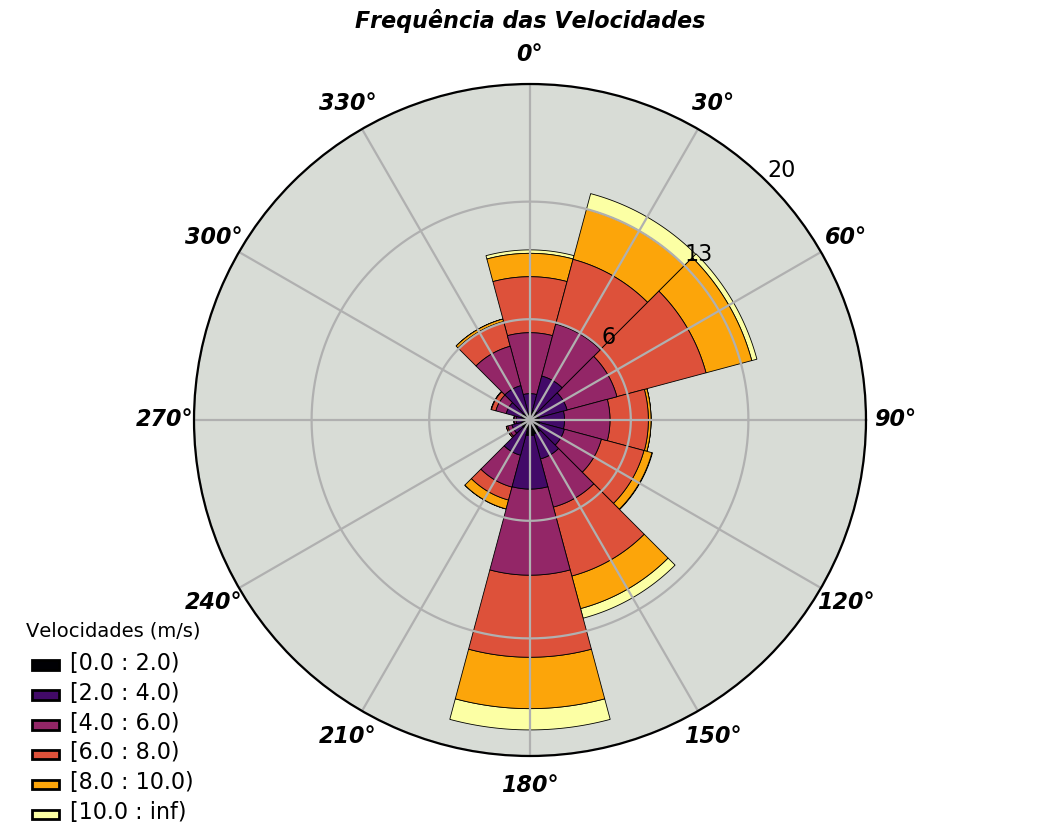 Frequência das Velocidades
0°
330°
30°
20
300°
60°
13
6
270°
90°
240°
120°
210°
150°
180°
Velocidades (m/s)
[0.0 : 2.0)
[2.0 : 4.0)
[4.0 : 6.0)
[6.0 : 8.0)
[8.0 : 10.0)
[10.0 : inf)